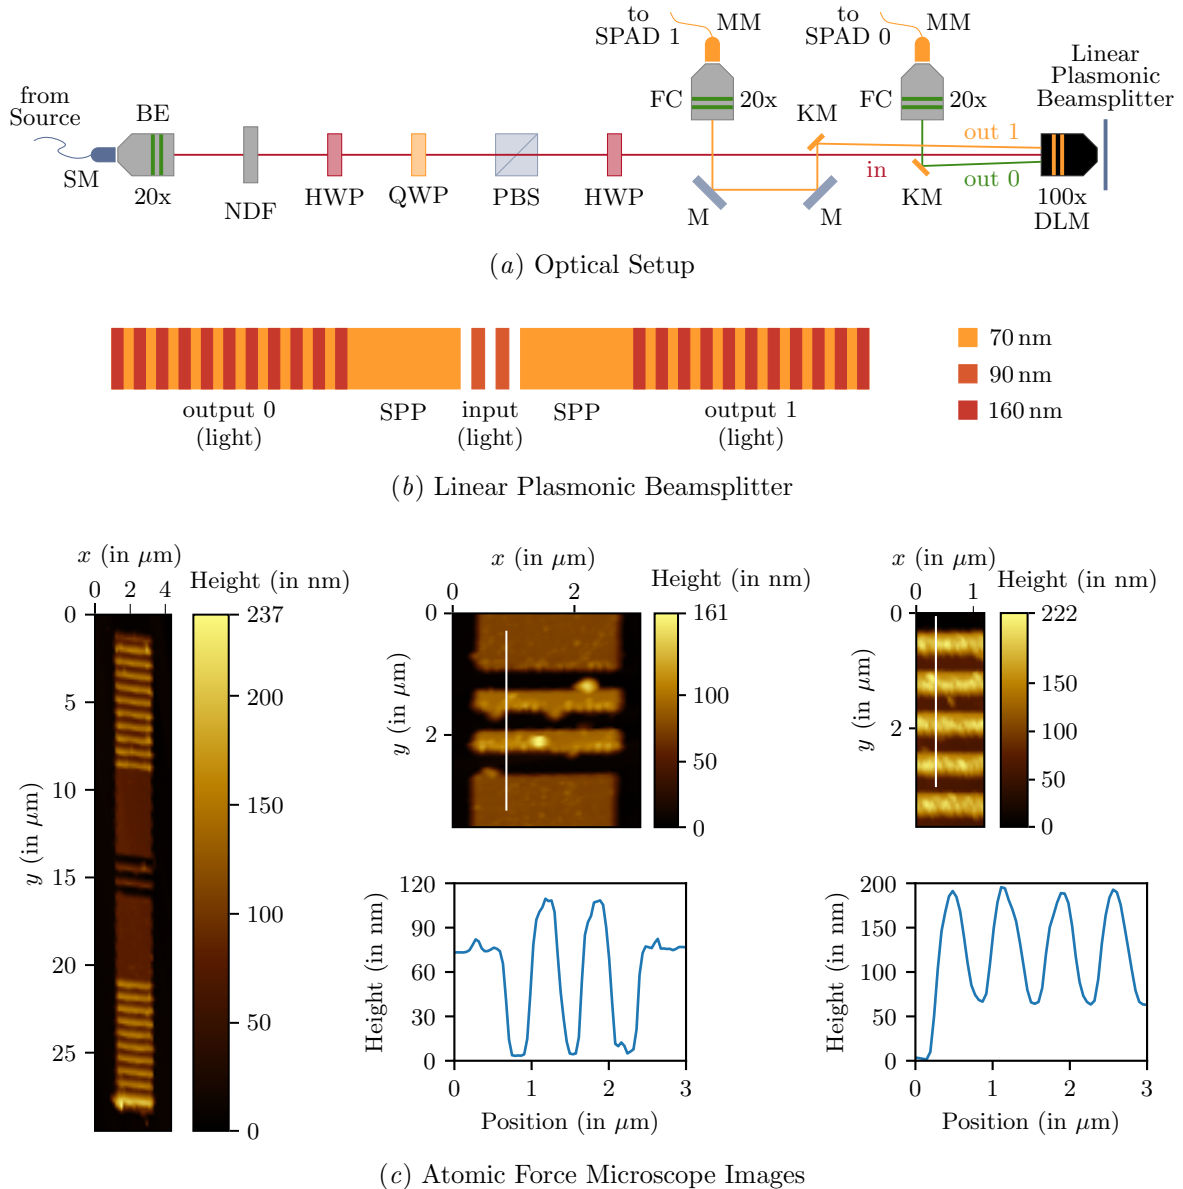 to
SPAD 1
MM
to
SPAD 0
MM
Linear
Plasmonic
Beamsplitter
from
Source
BE
FC
20x
KM
FC
20x
out 1
SM
20x
NDF
HWP
QWP
PBS
HWP
in
out 0
M
M
KM
100x
DLM
(a) Optical Setup
70 nm
90 nm
160 nm
output 0
(light)
SPP
input
(light)
SPP
output 1
(light)
(b) Linear Plasmonic Beamsplitter
x (in μm)
0 2 4
Height (in nm)
y (in μm)
0
5
10
15
20
25
237
200
150
100
50
0
x (in μm)
0 2
Height (in nm)
y (in μm)
0
2
161
100
50
0
x (in μm)
0 1
Height (in nm)
y (in μm)
0
2
222
150
100
50
0
Height (in nm)
120
90
60
30
0
0 1 2 3
Position (in μm)
Height (in nm)
200
150
100
50
0
0 1 2 3
Position (in μm)
(c) Atomic Force Microscope Images